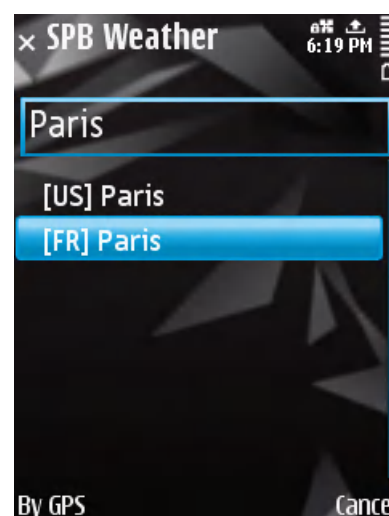 × SPB Weather
6:19 PM
Paris
[US] Paris
[FR] Paris
By GPS
Cance